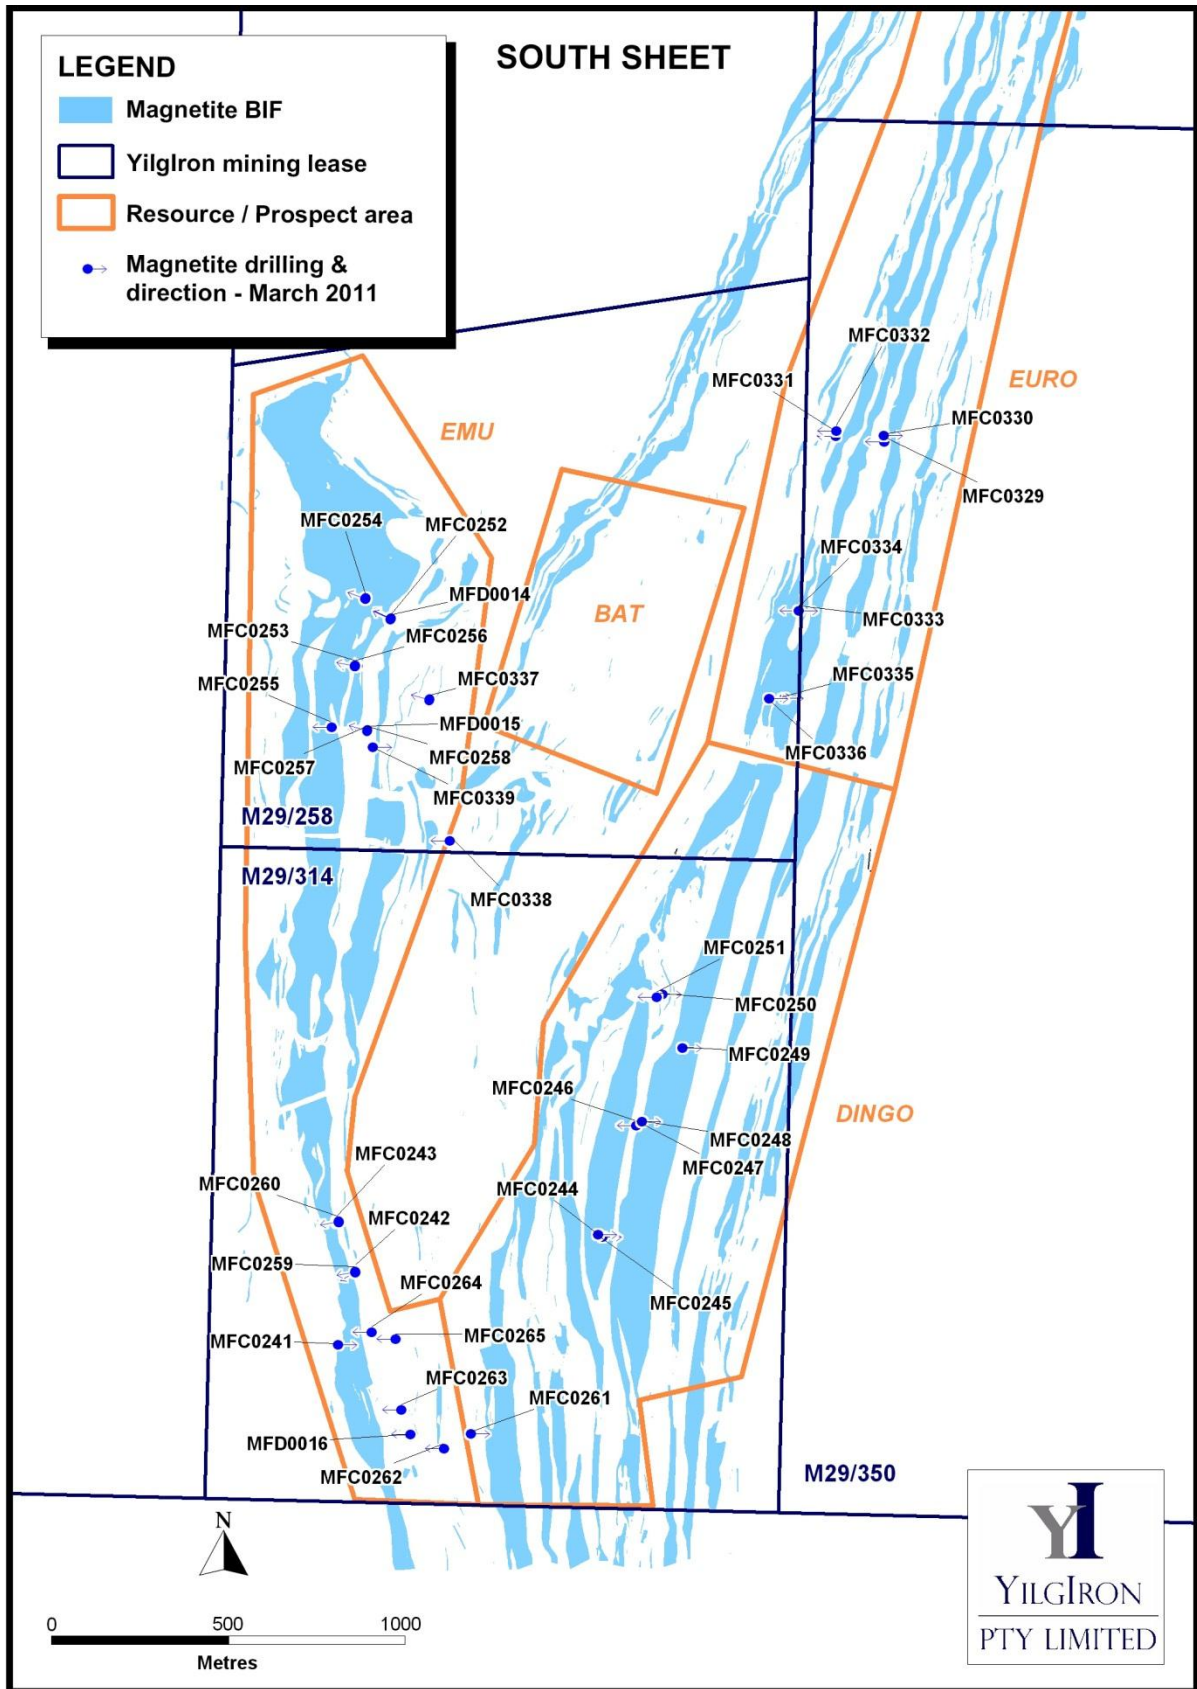 SOUTH SHEET
LEGEND
Magnetite BIF
YilgIron mining lease
Resource / Prospect area
Magnetite drilling &
direction - March 2011
MFC0332
MFC0331
EURO
MFC0330
EMU
MFC0329
MFC0254
MFC0252
MFC0334
MFD0014
BAT
MFC0333
MFC0253
MFC0256
MFC0335
MFC0337
MFC0255
MFD0015
MFC0336
MFC0258
MFC0257
MFC0339
M29/258
M29/314
MFC0338
MFC0251
MFC0250
MFC0249
MFC0246
DINGO
MFC0248
MFC0243
MFC0247
MFC0260
MFC0244
MFC0242
MFC0259
MFC0264
MFC0245
MFC0241
MFC0265
MFC0263
MFC0261
MFD0016
MFC0262
M29/350
N
0 500 1000
Metres
YI
YILGIRON
PTY LIMITED